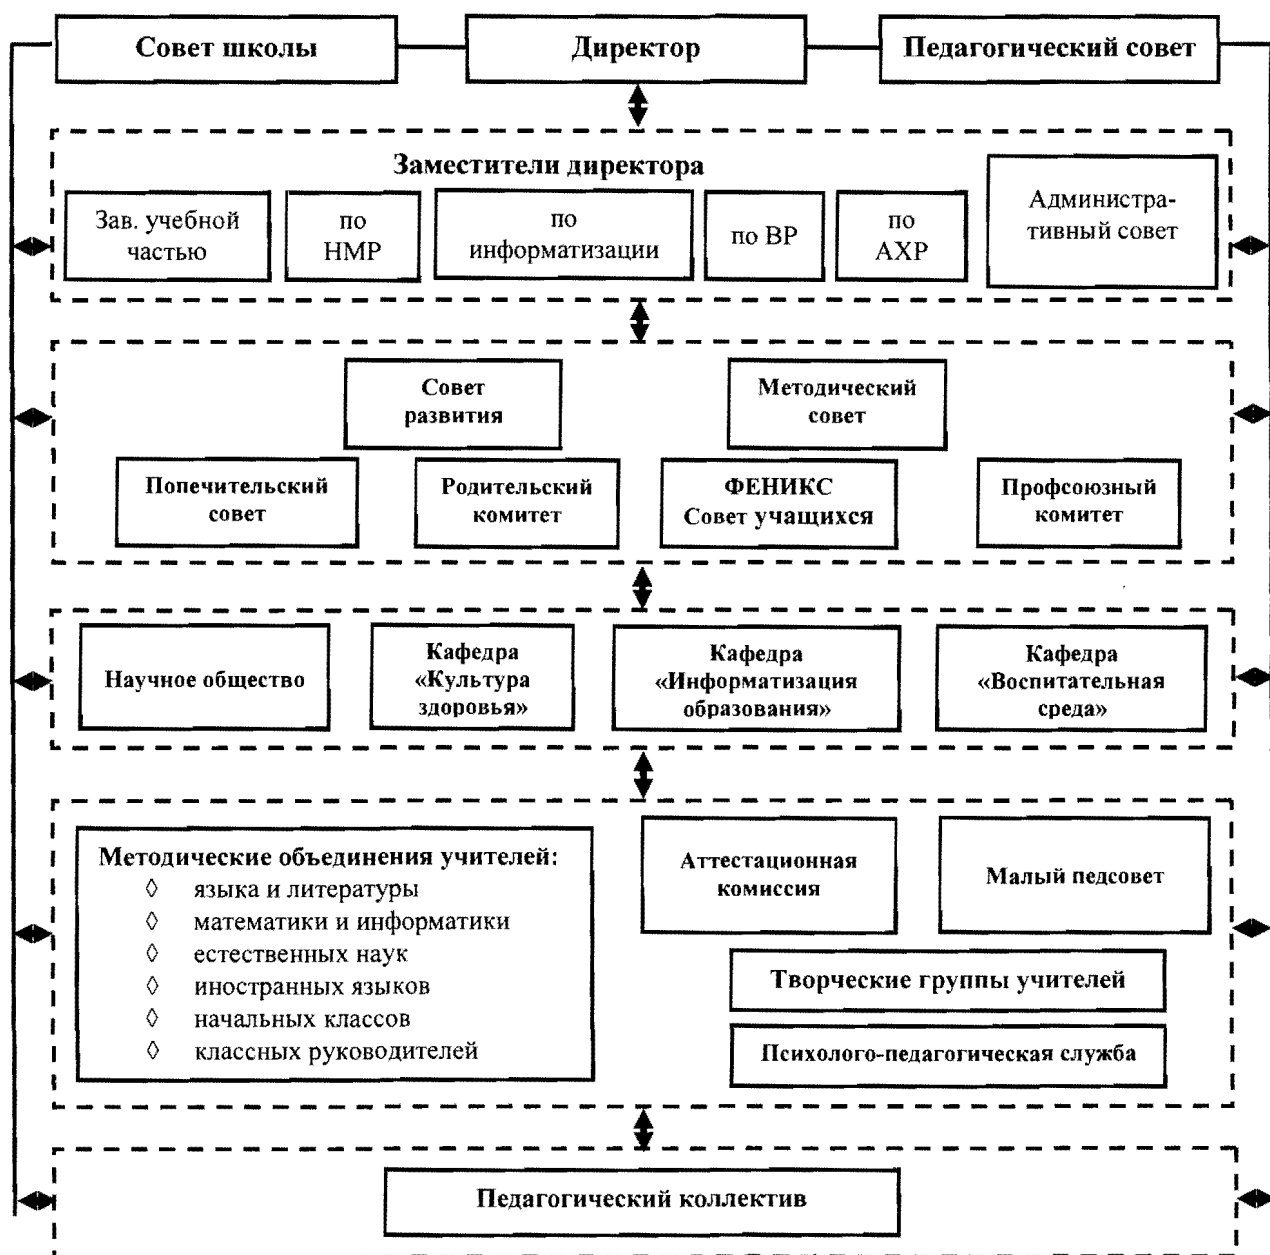 Совет школы
Директор
Педагогический совет
Заместители директора
Зав. учебной
частью
по
НМР
по
информатизации
по ВР
по
АХР
Администра-
тивный совет
Совет
развития
Методический
совет
Попечительский
совет
Родительский
комитет
ФЕНИКС
Совет учащихся
Профсоюзный
комитет
Научное общество
Кафедра
«Культура
здоровья»
Кафедра
«Информатизация
образования»
Кафедра
«Воспитательная
среда»
Методические объединения учителей:
◊ языка и литературы
◊ математики и информатики
◊ естественных наук
◊ иностранных языков
◊ начальных классов
◊ классных руководителей
Аттестационная
комиссия
Малый педсовет
Творческие группы учителей
Психолого-педагогическая служба
Педагогический коллектив